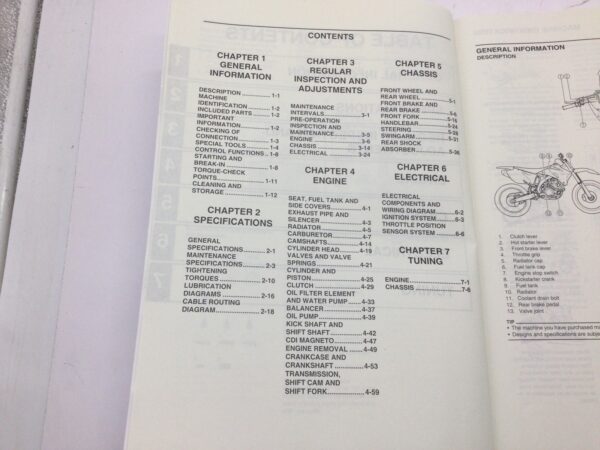 CONTENTS
CHAPTER 1
GENERAL
INFORMATION
DESCRIPTION ..................... 1-1
MACHINE
IDENTIFICATION ............... 1-2
INCLUDED PARTS ............. 1-2
IMPORTANT
INFORMATION .................... 1-2
CHECKING OF
CONNECTION ..................... 1-3
SPECIAL TOOLS ................ 1-4
CONTROL FUNCTIONS .. 1-8
STARTING AND
BREAK-IN ............................. 1-8
TORQUE-CHECK
POINTS ................................ 1-11
CLEANING AND
STORAGE ........................... 1-12
CHAPTER 2
SPECIFICATIONS
GENERAL
SPECIFICATIONS ............ 2-1
MAINTENANCE
SPECIFICATIONS ............ 2-3
TIGHTENING
TORQUES ........................ 2-10
LUBRICATION
DIAGRAMS ...................... 2-16
CABLE ROUTING
DIAGRAM ........................ 2-18
CHAPTER 3
REGULAR
INSPECTION AND
ADJUSTMENTS
MAINTENANCE
INTERVALS ..................... 3-1
PRE-OPERATION
INSPECTION AND
MAINTENANCE ................ 3-5
ENGINE ............................. 3-6
CHASSIS ......................... 3-14
ELECTRICAL .................. 3-24
CHAPTER 4
ENGINE
SEAT, FUEL TANK AND
SIDE COVERS ................. 4-1
EXHAUST PIPE AND
SILENCER ......................... 4-3
RADIATOR ......................... 4-5
CARBURETOR .................. 4-7
CAMSHAFTS ................... 4-14
CYLINDER HEAD ........... 4-19
VALVES AND VALVE
SPRINGS ......................... 4-21
CYLINDER AND
PISTON ............................ 4-25
CLUTCH ........................... 4-29
OIL FILTER ELEMENT
AND WATER PUMP ....... 4-33
BALANCER ..................... 4-37
OIL PUMP ........................ 4-39
KICK SHAFT AND
SHIFT SHAFT .................. 4-42
CDI MAGNETO ............... 4-47
ENGINE REMOVAL ....... 4-49
CRANKCASE AND
CRANKSHAFT ................ 4-53
TRANSMISSION,
SHIFT CAM AND
SHIFT FORK .................... 4-59
CHAPTER 5
CHASSIS
FRONT WHEEL AND
REAR WHEEL ................... 5-1
FRONT BRAKE AND
REAR BRAKE .................... 5-6
FRONT FORK .................. 5-16
HANDLEBAR ................... 5-24
STEERING ....................... 5-28
SWINGARM ..................... 5-31
REAR SHOCK
ABSORBER ..................... 5-36
CHAPTER 6
ELECTRICAL
ELECTRICAL
COMPONENTS AND
WIRING DIAGRAM ........... 6-2
IGNITION SYSTEM ........... 6-3
THROTTLE POSITION
SENSOR SYSTEM ............ 6-6
CHAPTER 7
TUNING
ENGINE ............................. 7-1
CHASSIS ........................... 7-6
GENERAL INFORMATION
DESCRIPTION
1. Clutch lever
2. Hot starter lever
3. Front brake lever
4. Throttle grip
5. Radiator cap
6. Fuel tank cap
7. Engine stop switch
8. Kickstarter crank
9. Fuel tank
10. Radiator
11. Coolant drain bolt
12. Rear brake pedal
13. Valve joint
TIP
• The machine you have purchased m
• Designs and specifications are subje